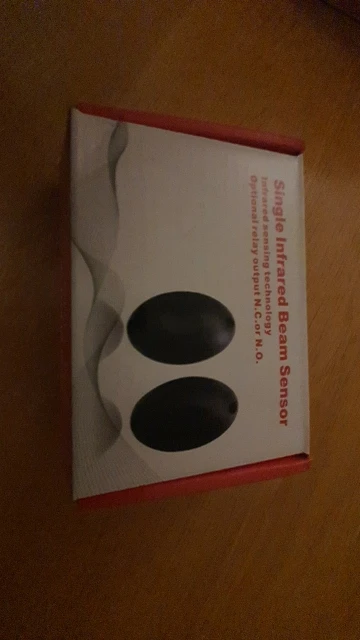 Single Infrared Beam Sensor
Infrared sensing technology
Optional relay output N.C.or N.O.